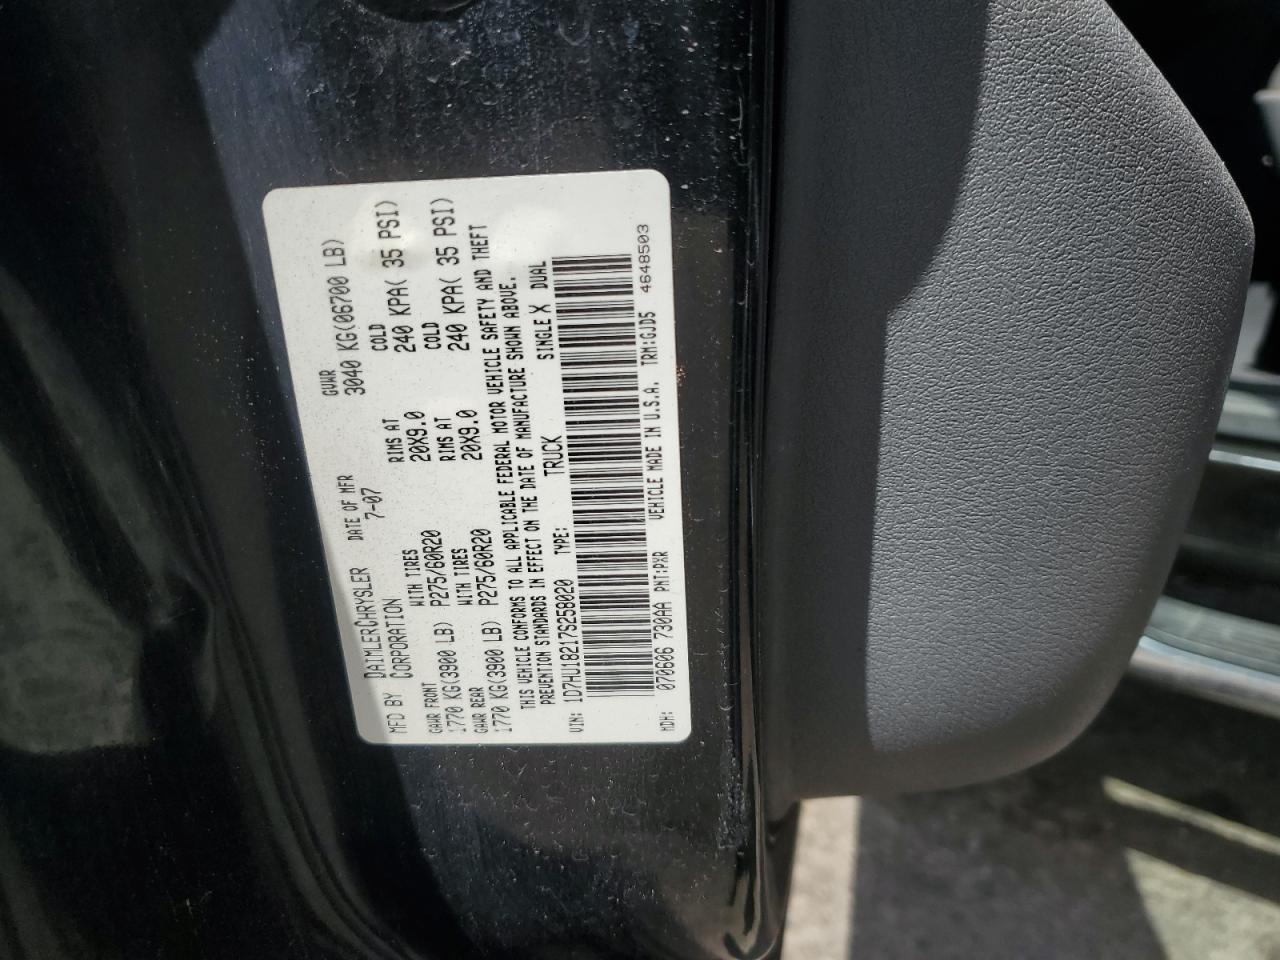 MFD BY DAIMLERCHRYSLER CORPORATION DATE OF MFR 7-07 GVWR 3040 KG(06700 LB)
GAWR FRONT WITH TIRES RIMS AT COLD
1770 KG(3900 LB) P275/60R20 20X9.0 240 KPA( 35 PSI)
GAWR REAR WITH TIRES RIMS AT COLD
1770 KG(3900 LB) P275/60R20 20X9.0 240 KPA( 35 PSI)
THIS VEHICLE CONFORMS TO ALL APPLICABLE FEDERAL MOTOR VEHICLE SAFETY AND THEFT
PREVENTION STANDARDS IN EFFECT ON THE DATE OF MANUFACTURE SHOWN ABOVE.
VIN: 1D7HU18217S258020 TYPE: TRUCK SINGLE X DUAL
MDH: 070606 730AA PNT:PXR VEHICLE MADE IN U.S.A. TRM:GJD5 4648503